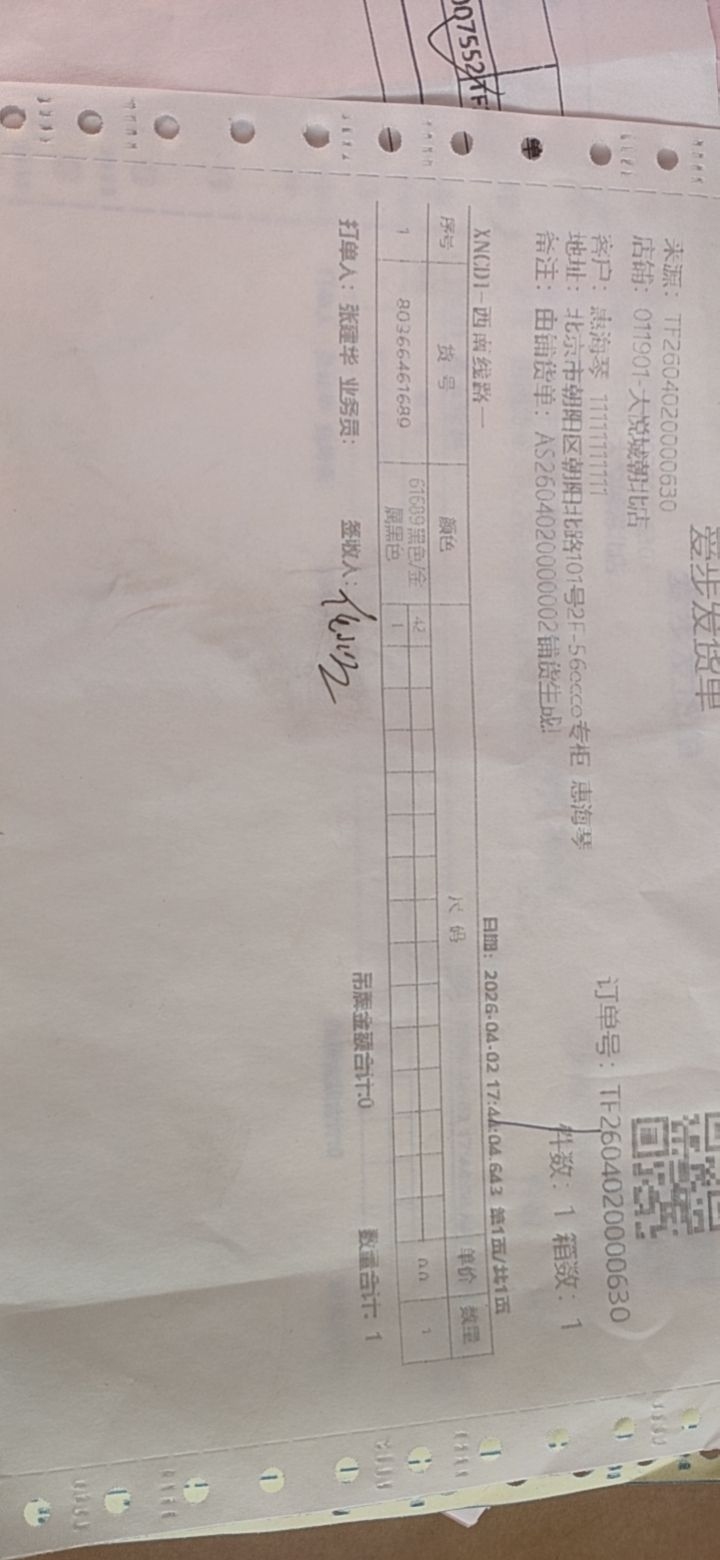 爱步发货单
来源：TF2604020000630
店铺：011901-大悦城朝北店
订单号：TF2604020000630
客户：惠海琴 11111111111
地址：北京市朝阳区朝阳北路101号2F-56ecco专柜 惠海琴
件数：1 箱数：1
备注：由铺货单：AS2604020000002铺货生成!
XNCD1-西南线路一
日期：2026-04-02 17:44:04.643 第1页/共1页
序号 货号 颜色 尺码 单价 数量
1 80366461689 61689黑色/金属黑色 42 1 0.0 1
打单人：张建华 业务员： 签收人： 吊牌金额合计:0 数量合计：1